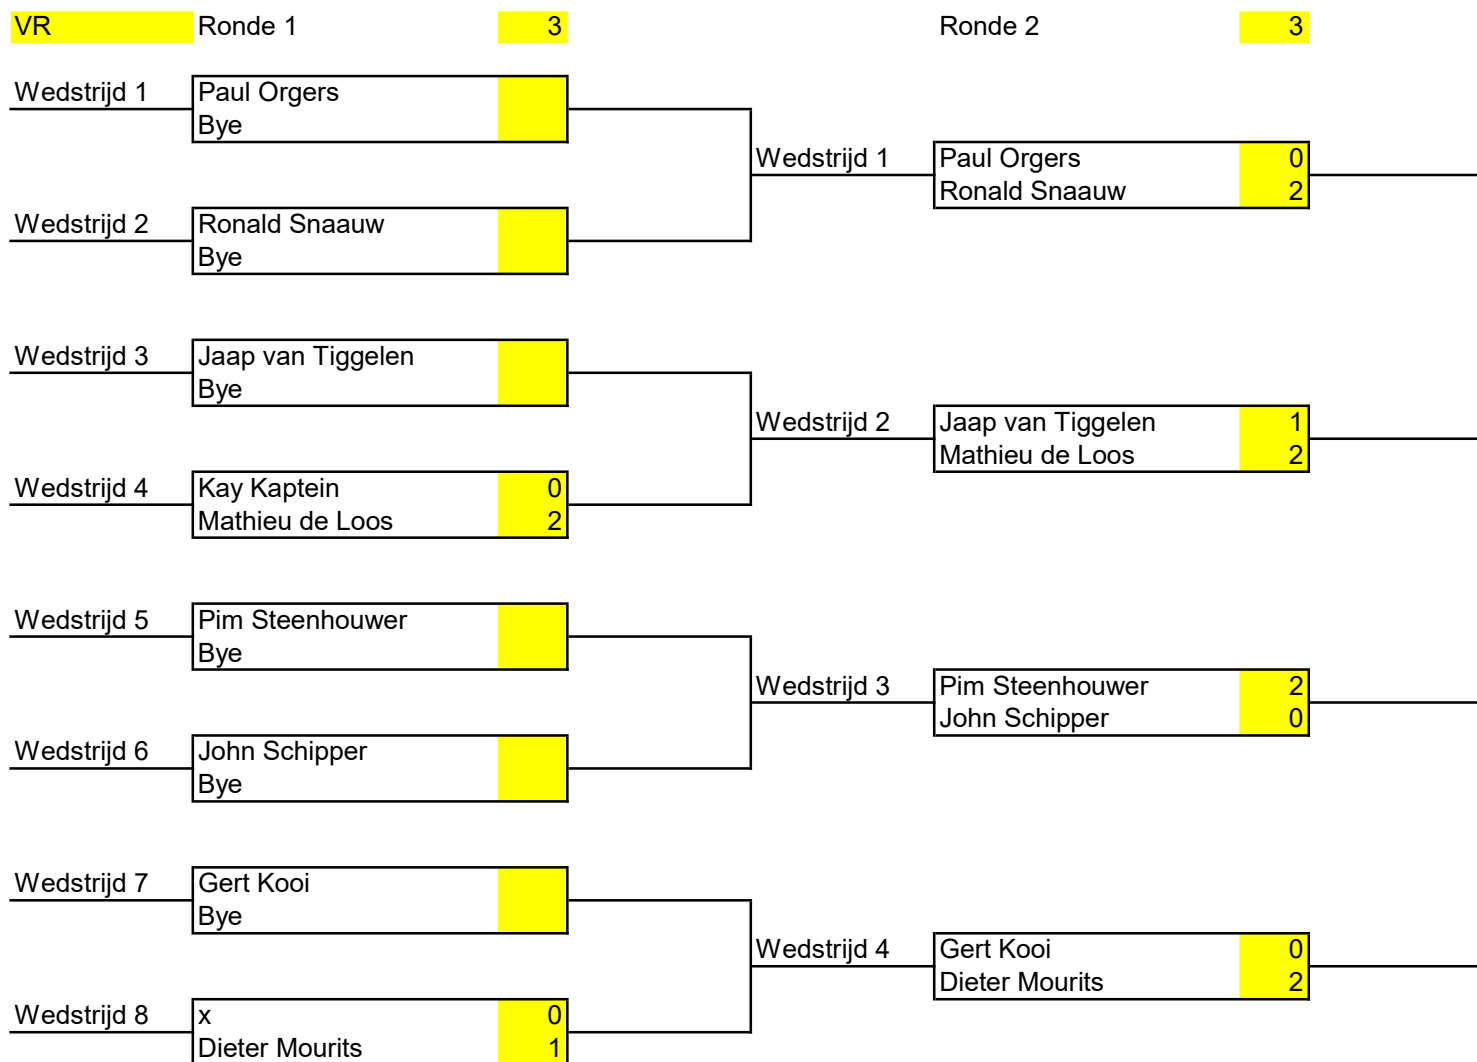 VR Ronde 1 3 Ronde 2 3
Wedstrijd 1 Paul Orgers
Bye
Wedstrijd 1 Paul Orgers 0
Ronald Snaauw 2
Wedstrijd 2 Ronald Snaauw
Bye
Wedstrijd 3 Jaap van Tiggelen
Bye
Wedstrijd 2 Jaap van Tiggelen 1
Mathieu de Loos 2
Wedstrijd 4 Kay Kaptein 0
Mathieu de Loos 2
Wedstrijd 5 Pim Steenhouwer
Bye
Wedstrijd 3 Pim Steenhouwer 2
John Schipper 0
Wedstrijd 6 John Schipper
Bye
Wedstrijd 7 Gert Kooi
Bye
Wedstrijd 4 Gert Kooi 0
Dieter Mourits 2
Wedstrijd 8 x 0
Dieter Mourits 1